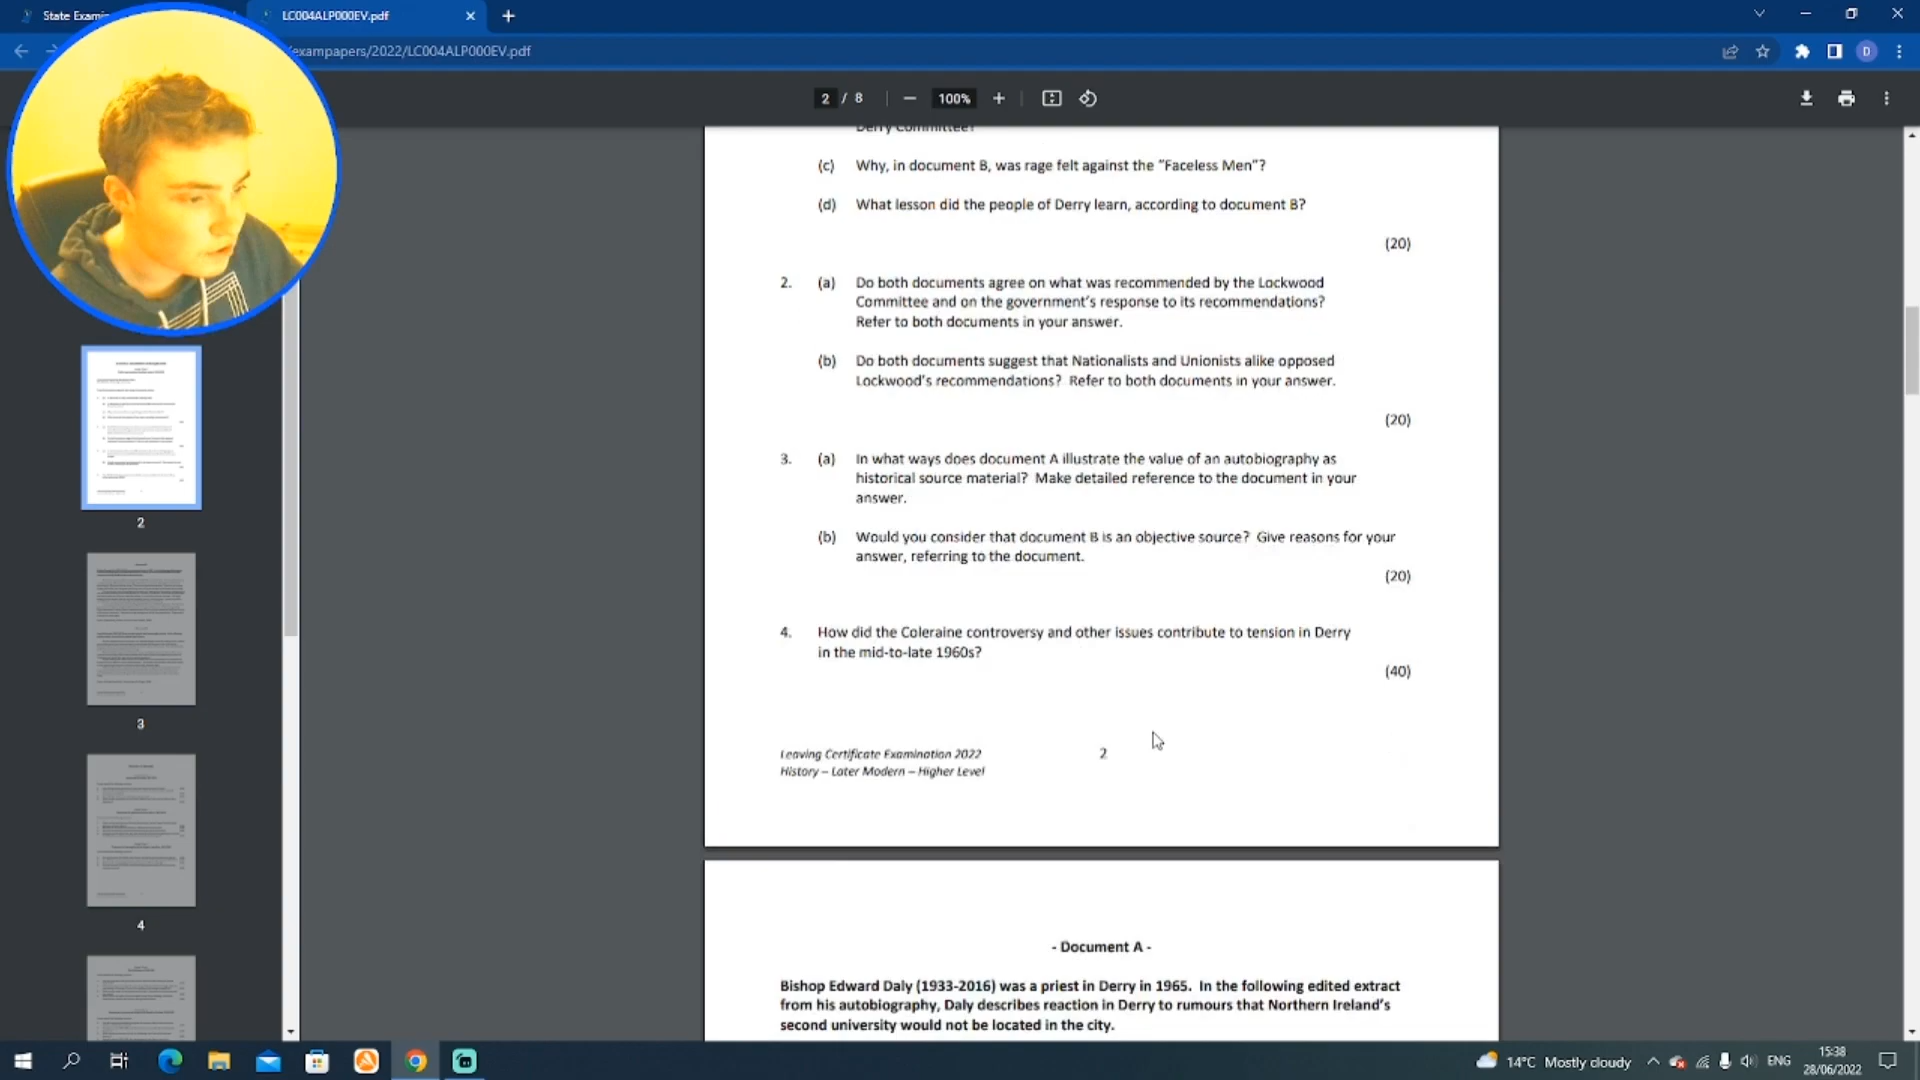 State Examin
LC004ALP000EV.pdf
/exampapers/2022/LC004ALP000EV.pdf
D
2 / 8
100%
Derry Committee?
(c) Why, in document B, was rage felt against the "Faceless Men"?
(d) What lesson did the people of Derry learn, according to document B?
(20)
2. (a) Do both documents agree on what was recommended by the Lockwood
Committee and on the government's response to its recommendations?
Refer to both documents in your answer.
(b) Do both documents suggest that Nationalists and Unionists alike opposed
Lockwood's recommendations? Refer to both documents in your answer.
(20)
3. (a) In what ways does document A illustrate the value of an autobiography as
historical source material? Make detailed reference to the document in your
answer.
(b) Would you consider that document B is an objective source? Give reasons for your
answer, referring to the document.
(20)
4. How did the Coleraine controversy and other issues contribute to tension in Derry
in the mid-to-late 1960s?
(40)
Leaving Certificate Examination 2022
2
History – Later Modern – Higher Level
- Document A -
Bishop Edward Daly (1933-2016) was a priest in Derry in 1965. In the following edited extract
from his autobiography, Daly describes reaction in Derry to rumours that Northern Ireland's
second university would not be located in the city.
2
3
4
14°C Mostly cloudy
ENG
15:38
28/06/2022